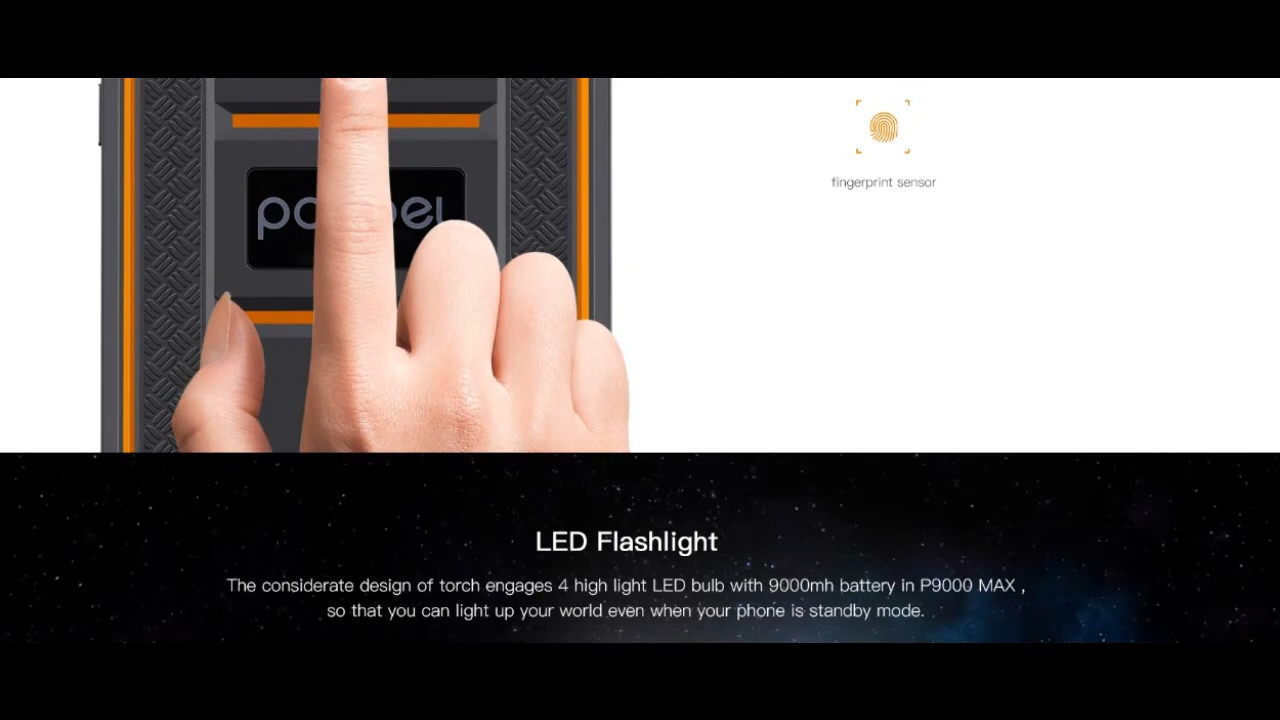 fingerprint sensor
LED Flashlight
The considerate design of torch engages 4 high light LED bulb with 9000mh battery in P9000 MAX ,
so that you can light up your world even when your phone is standby mode.